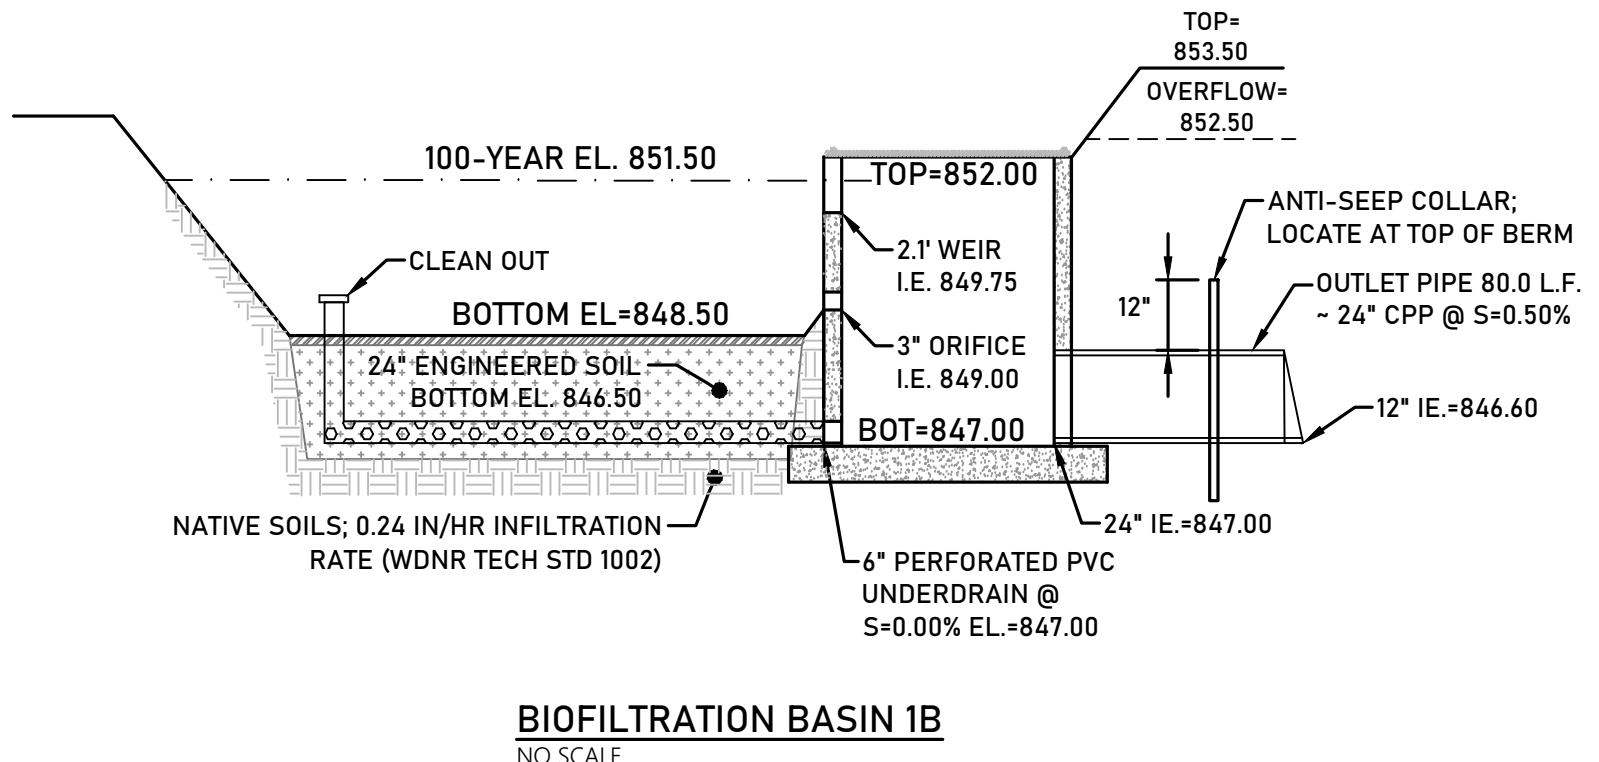 TOP=
853.50
OVERFLOW=
852.50
100-YEAR EL. 851.50
TOP=852.00
ANTI-SEEP COLLAR;
LOCATE AT TOP OF BERM
CLEAN OUT
2.1' WEIR
I.E. 849.75
OUTLET PIPE 80.0 L.F.
~ 24" CPP @ S=0.50%
12"
BOTTOM EL=848.50
3" ORIFICE
I.E. 849.00
24" ENGINEERED SOIL
BOTTOM EL. 846.50
12" IE.=846.60
BOT=847.00
NATIVE SOILS; 0.24 IN/HR INFILTRATION
RATE (WDNR TECH STD 1002)
24" IE.=847.00
6" PERFORATED PVC
UNDERDRAIN @
S=0.00% EL.=847.00
BIOFILTRATION BASIN 1B
NO SCALE